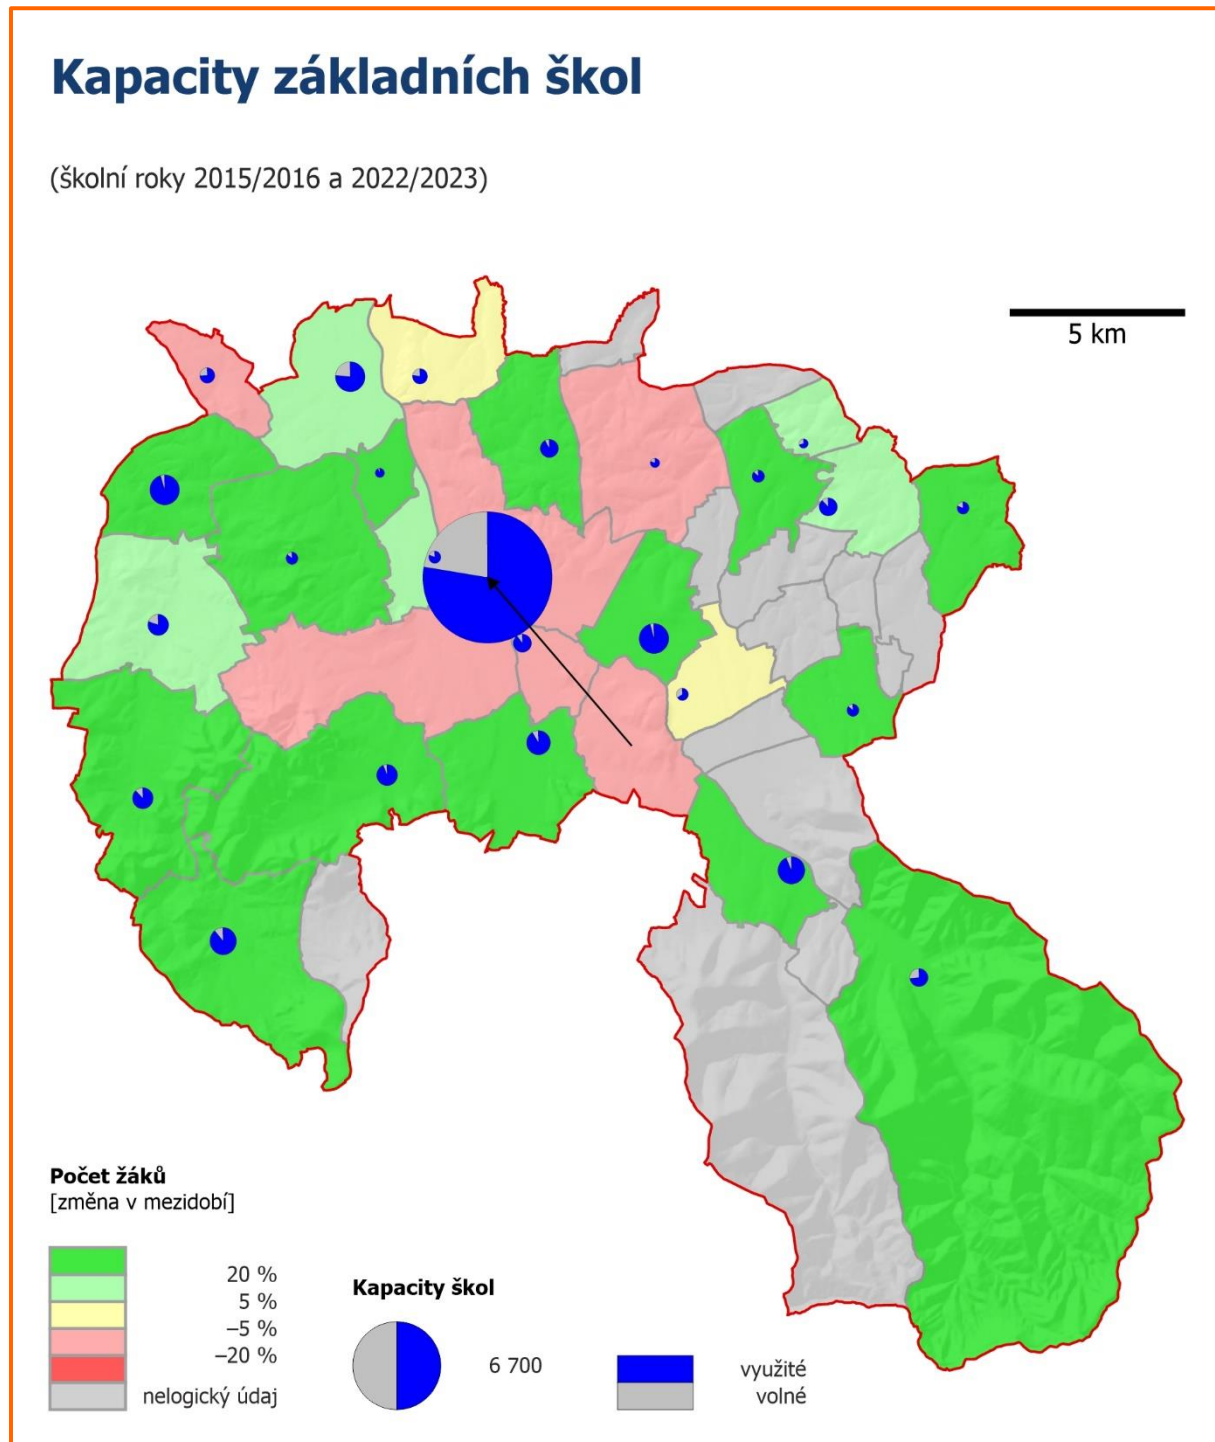 Kapacity základních škol
(školní roky 2015/2016 a 2022/2023)
5 km
Počet žáků
[změna v mezidobí]
20 %
5 %
–5 %
–20 %
nelogický údaj
Kapacity škol
6 700
využité
volné